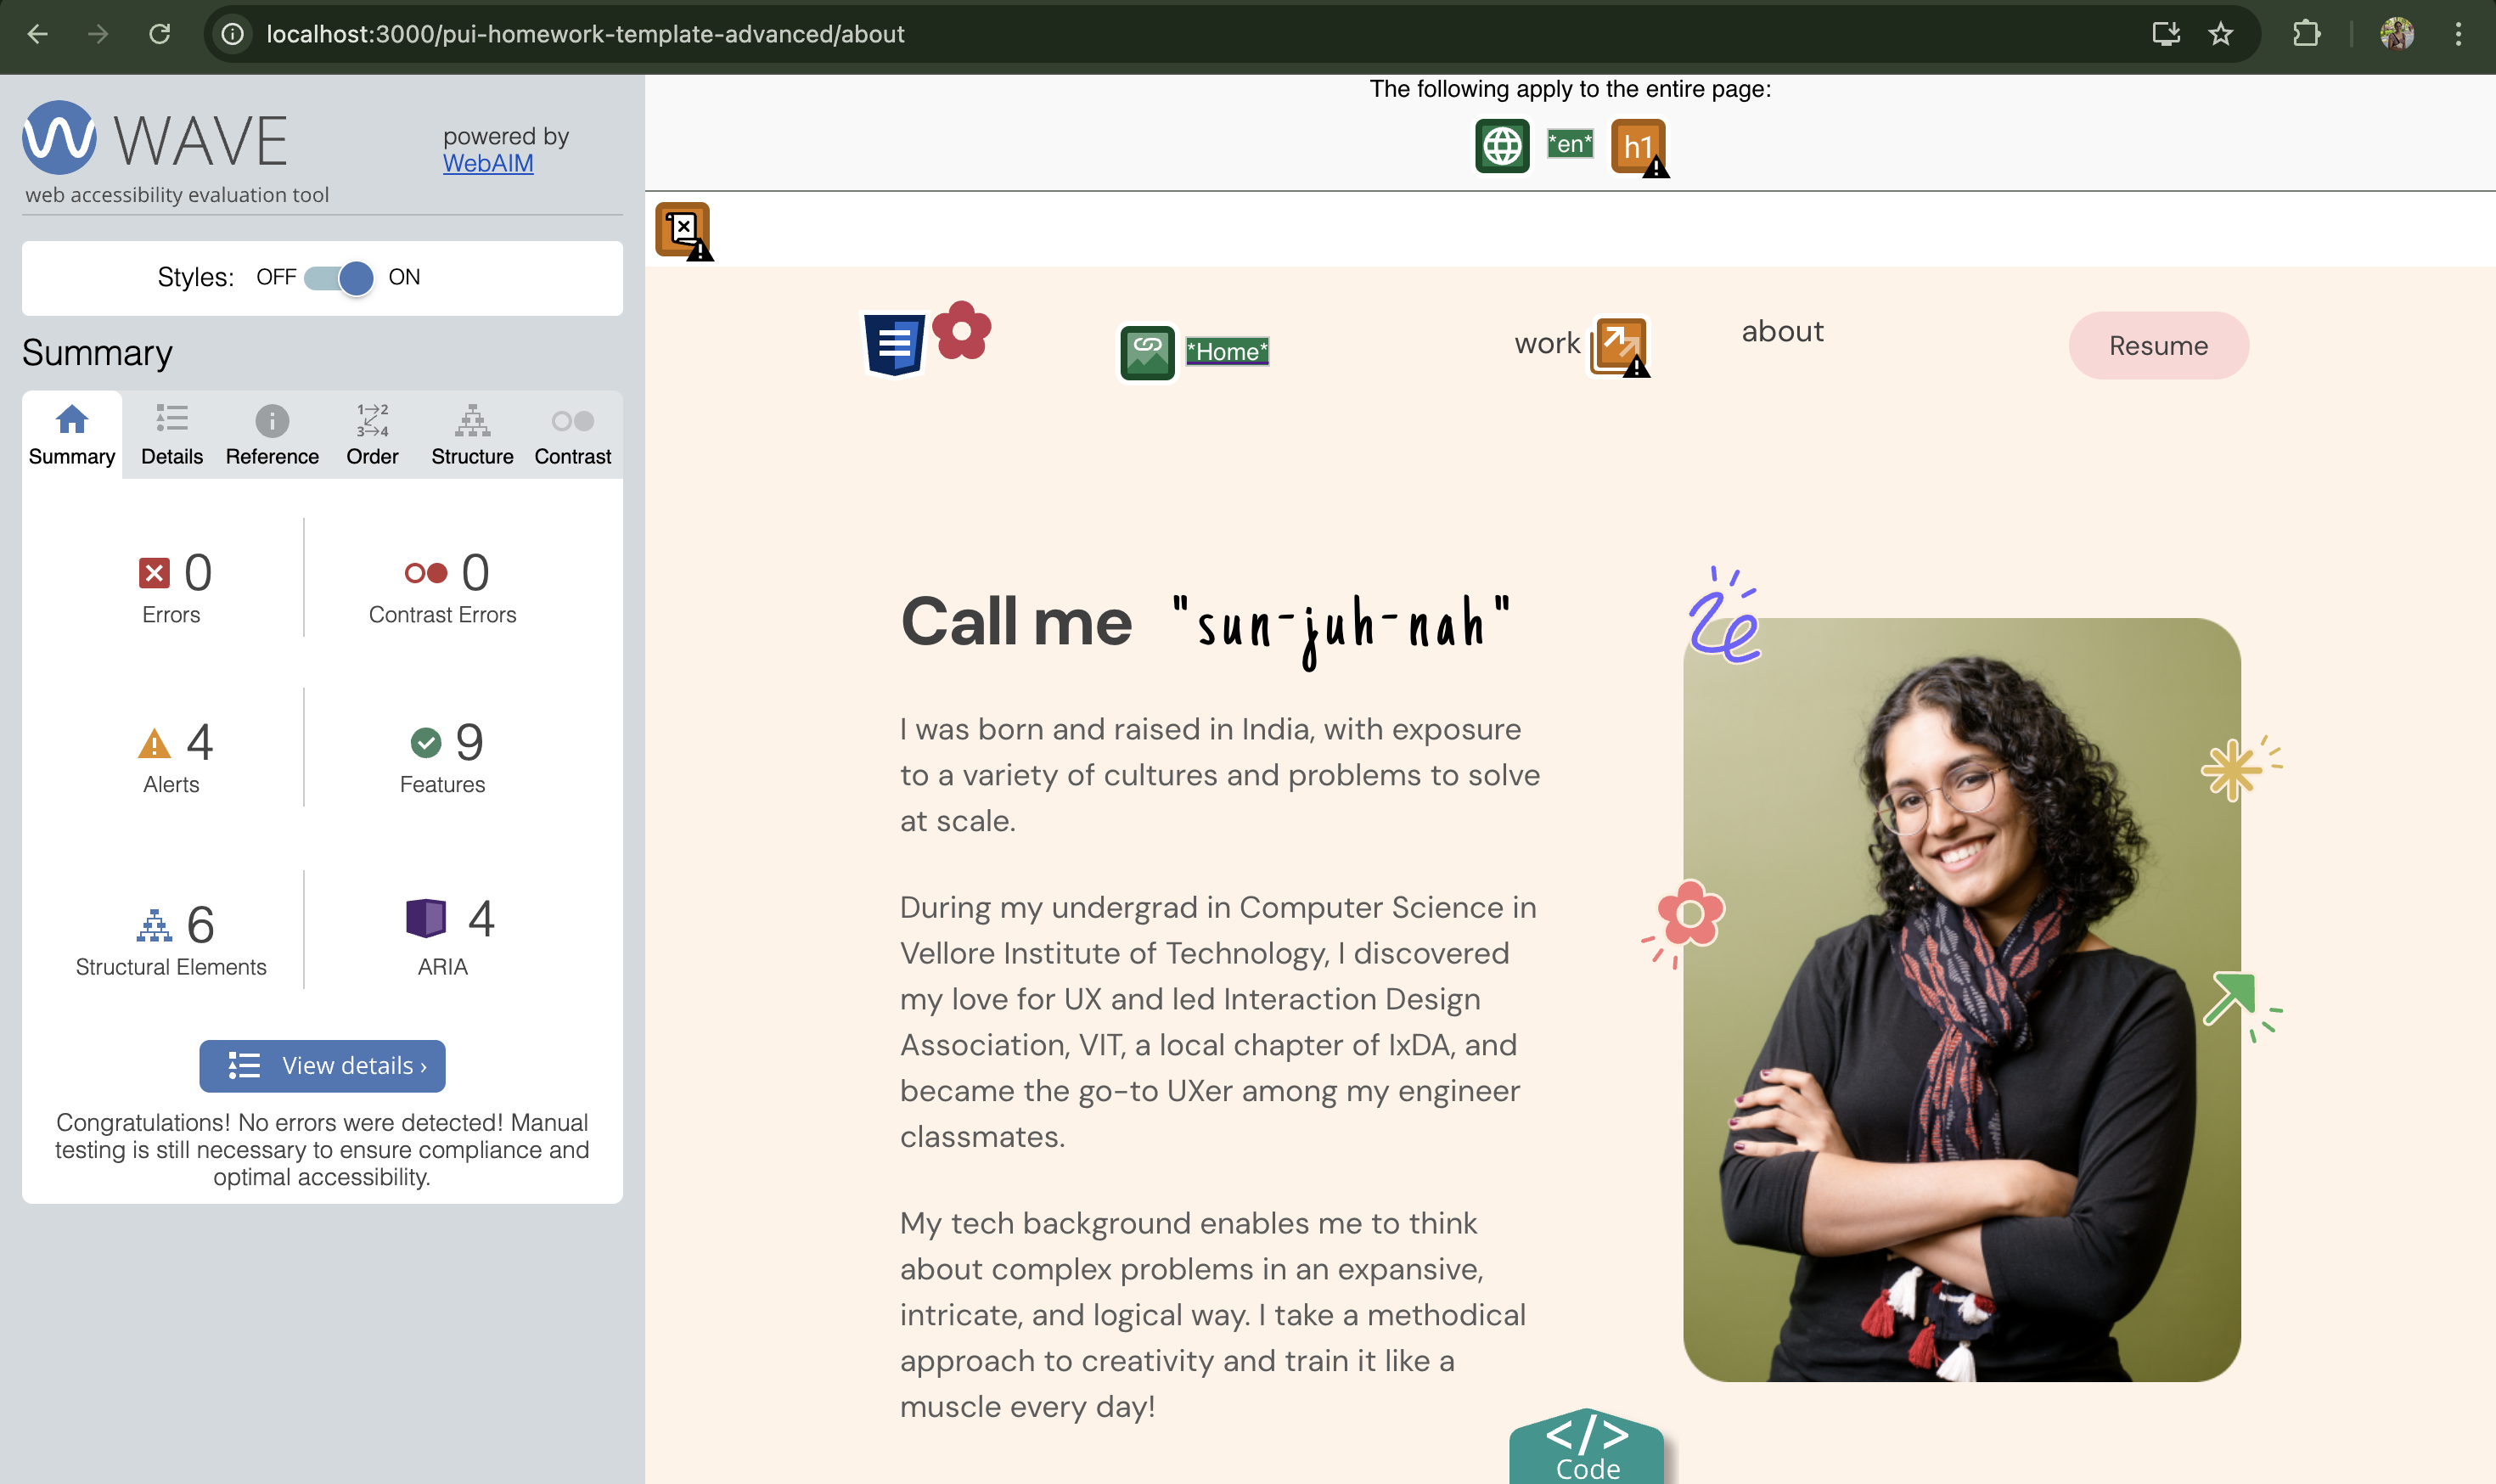 localhost:3000/pui-homework-template-advanced/about
WAVE
powered by
WebAIM
web accessibility evaluation tool
Styles: OFF ON
Summary
Summary Details Reference Order Structure Contrast
0
Errors
0
Contrast Errors
4
Alerts
9
Features
6
Structural Elements
4
ARIA
View details ›
Congratulations! No errors were detected! Manual
testing is still necessary to ensure compliance and
optimal accessibility.
The following apply to the entire page:
*en* h1
*Home*
work
about
Resume
Call me "sun-juh-nah"
I was born and raised in India, with exposure
to a variety of cultures and problems to solve
at scale.
During my undergrad in Computer Science in
Vellore Institute of Technology, I discovered
my love for UX and led Interaction Design
Association, VIT, a local chapter of IxDA, and
became the go-to UXer among my engineer
classmates.
My tech background enables me to think
about complex problems in an expansive,
intricate, and logical way. I take a methodical
approach to creativity and train it like a
muscle every day!
</>
Code